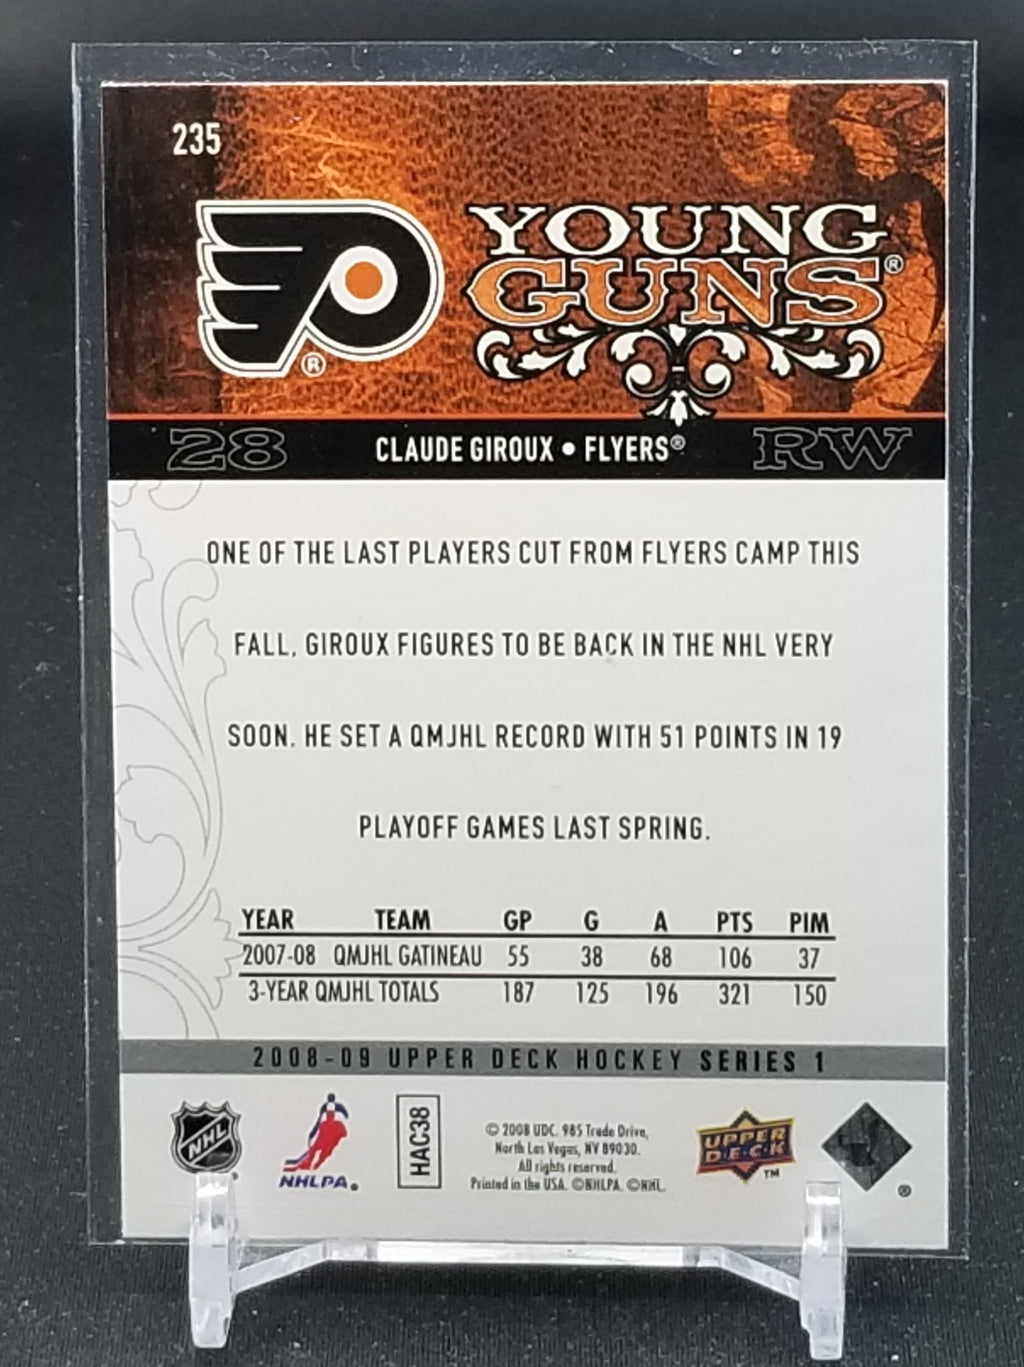 235
YOUNG
GUNS®
®
28 CLAUDE GIROUX • FLYERS® RW
ONE OF THE LAST PLAYERS CUT FROM FLYERS CAMP THIS
FALL, GIROUX FIGURES TO BE BACK IN THE NHL VERY
SOON. HE SET A QMJHL RECORD WITH 51 POINTS IN 19
PLAYOFF GAMES LAST SPRING.
YEAR TEAM GP G A PTS PIM
2007-08 QMJHL GATINEAU 55 38 68 106 37
3-YEAR QMJHL TOTALS 187 125 196 321 150
2008-09 UPPER DECK HOCKEY SERIES 1
NHL
NHLPA®
HAC38
© 2008 UDC. 985 Trade Drive,
North Las Vegas, NV 89030.
All rights reserved.
Printed in the USA. ©NHLPA. ©NHL.
UPPER
DECK
™
®